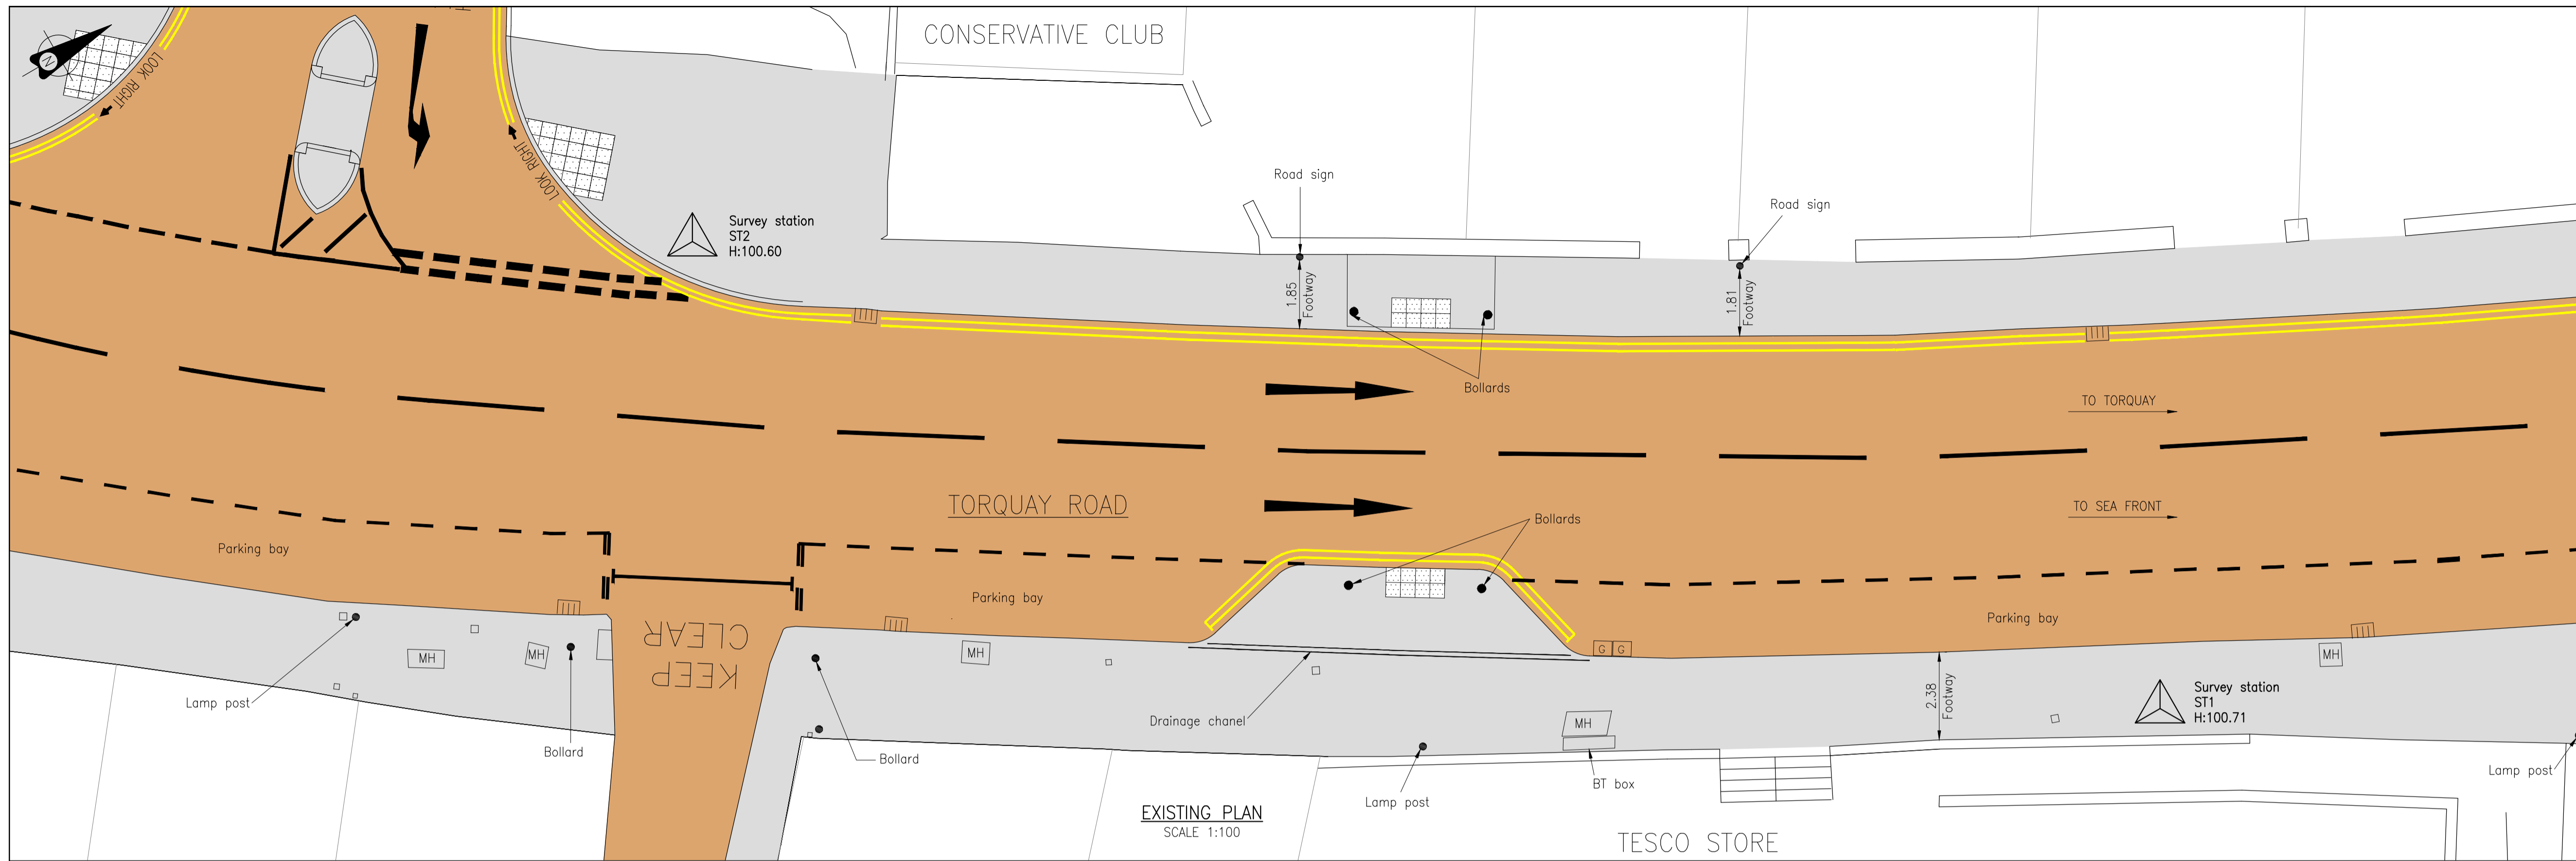 CONSERVATIVE CLUB
N
LOOK RIGHT
LOOK RIGHT
Survey station
ST2
H:100.60
Road sign
Road sign
1.85
Footway
1.81
Footway
Bollards
TO TORQUAY
TORQUAY ROAD
TO SEA FRONT
Bollards
Parking bay
Parking bay
Parking bay
KEEP
CLEAR
G G
MH
MH
MH
MH
MH
Lamp post
Bollard
Bollard
Drainage chanel
2.38
Footway
Survey station
ST1
H:100.71
BT box
Lamp post
Lamp post
EXISTING PLAN
SCALE 1:100
TESCO STORE